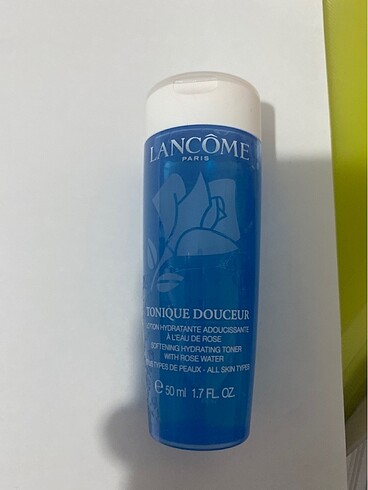 LANCÔME
PARIS
TONIQUE DOUCEUR
LOTION HYDRATANTE ADOUCISSANTE
À L'EAU DE ROSE
SOFTENING HYDRATING TONER
WITH ROSE WATER
TYPES DE PEAUX - ALL SKIN TYPES
℮ 50 ml 1.7 FL. OZ.